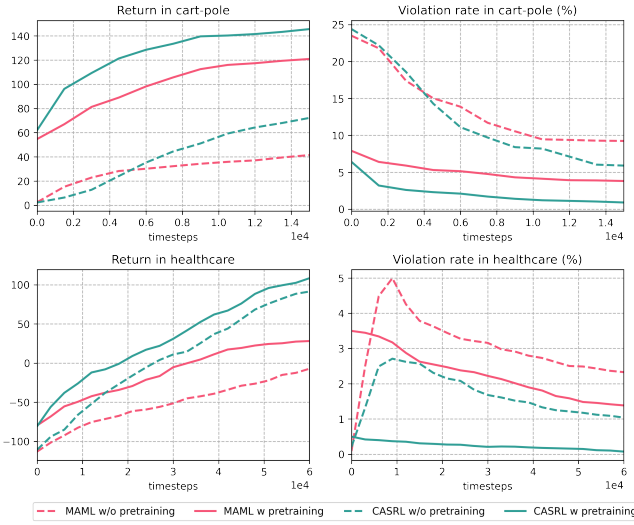 Return in cart-pole
140
120
100
80
60
40
20
0
0.0 0.2 0.4 0.6 0.8 1.0 1.2 1.4
timesteps 1e4
Violation rate in cart-pole (%)
25
20
15
10
5
0
0.0 0.2 0.4 0.6 0.8 1.0 1.2 1.4
timesteps 1e4
Return in healthcare
100
50
0
−50
−100
0 1 2 3 4 5 6
timesteps 1e4
Violation rate in healthcare (%)
5
4
3
2
1
0
0 1 2 3 4 5 6
timesteps 1e4
MAML w/o pretraining MAML w pretraining CASRL w/o pretraining CASRL w pretraining